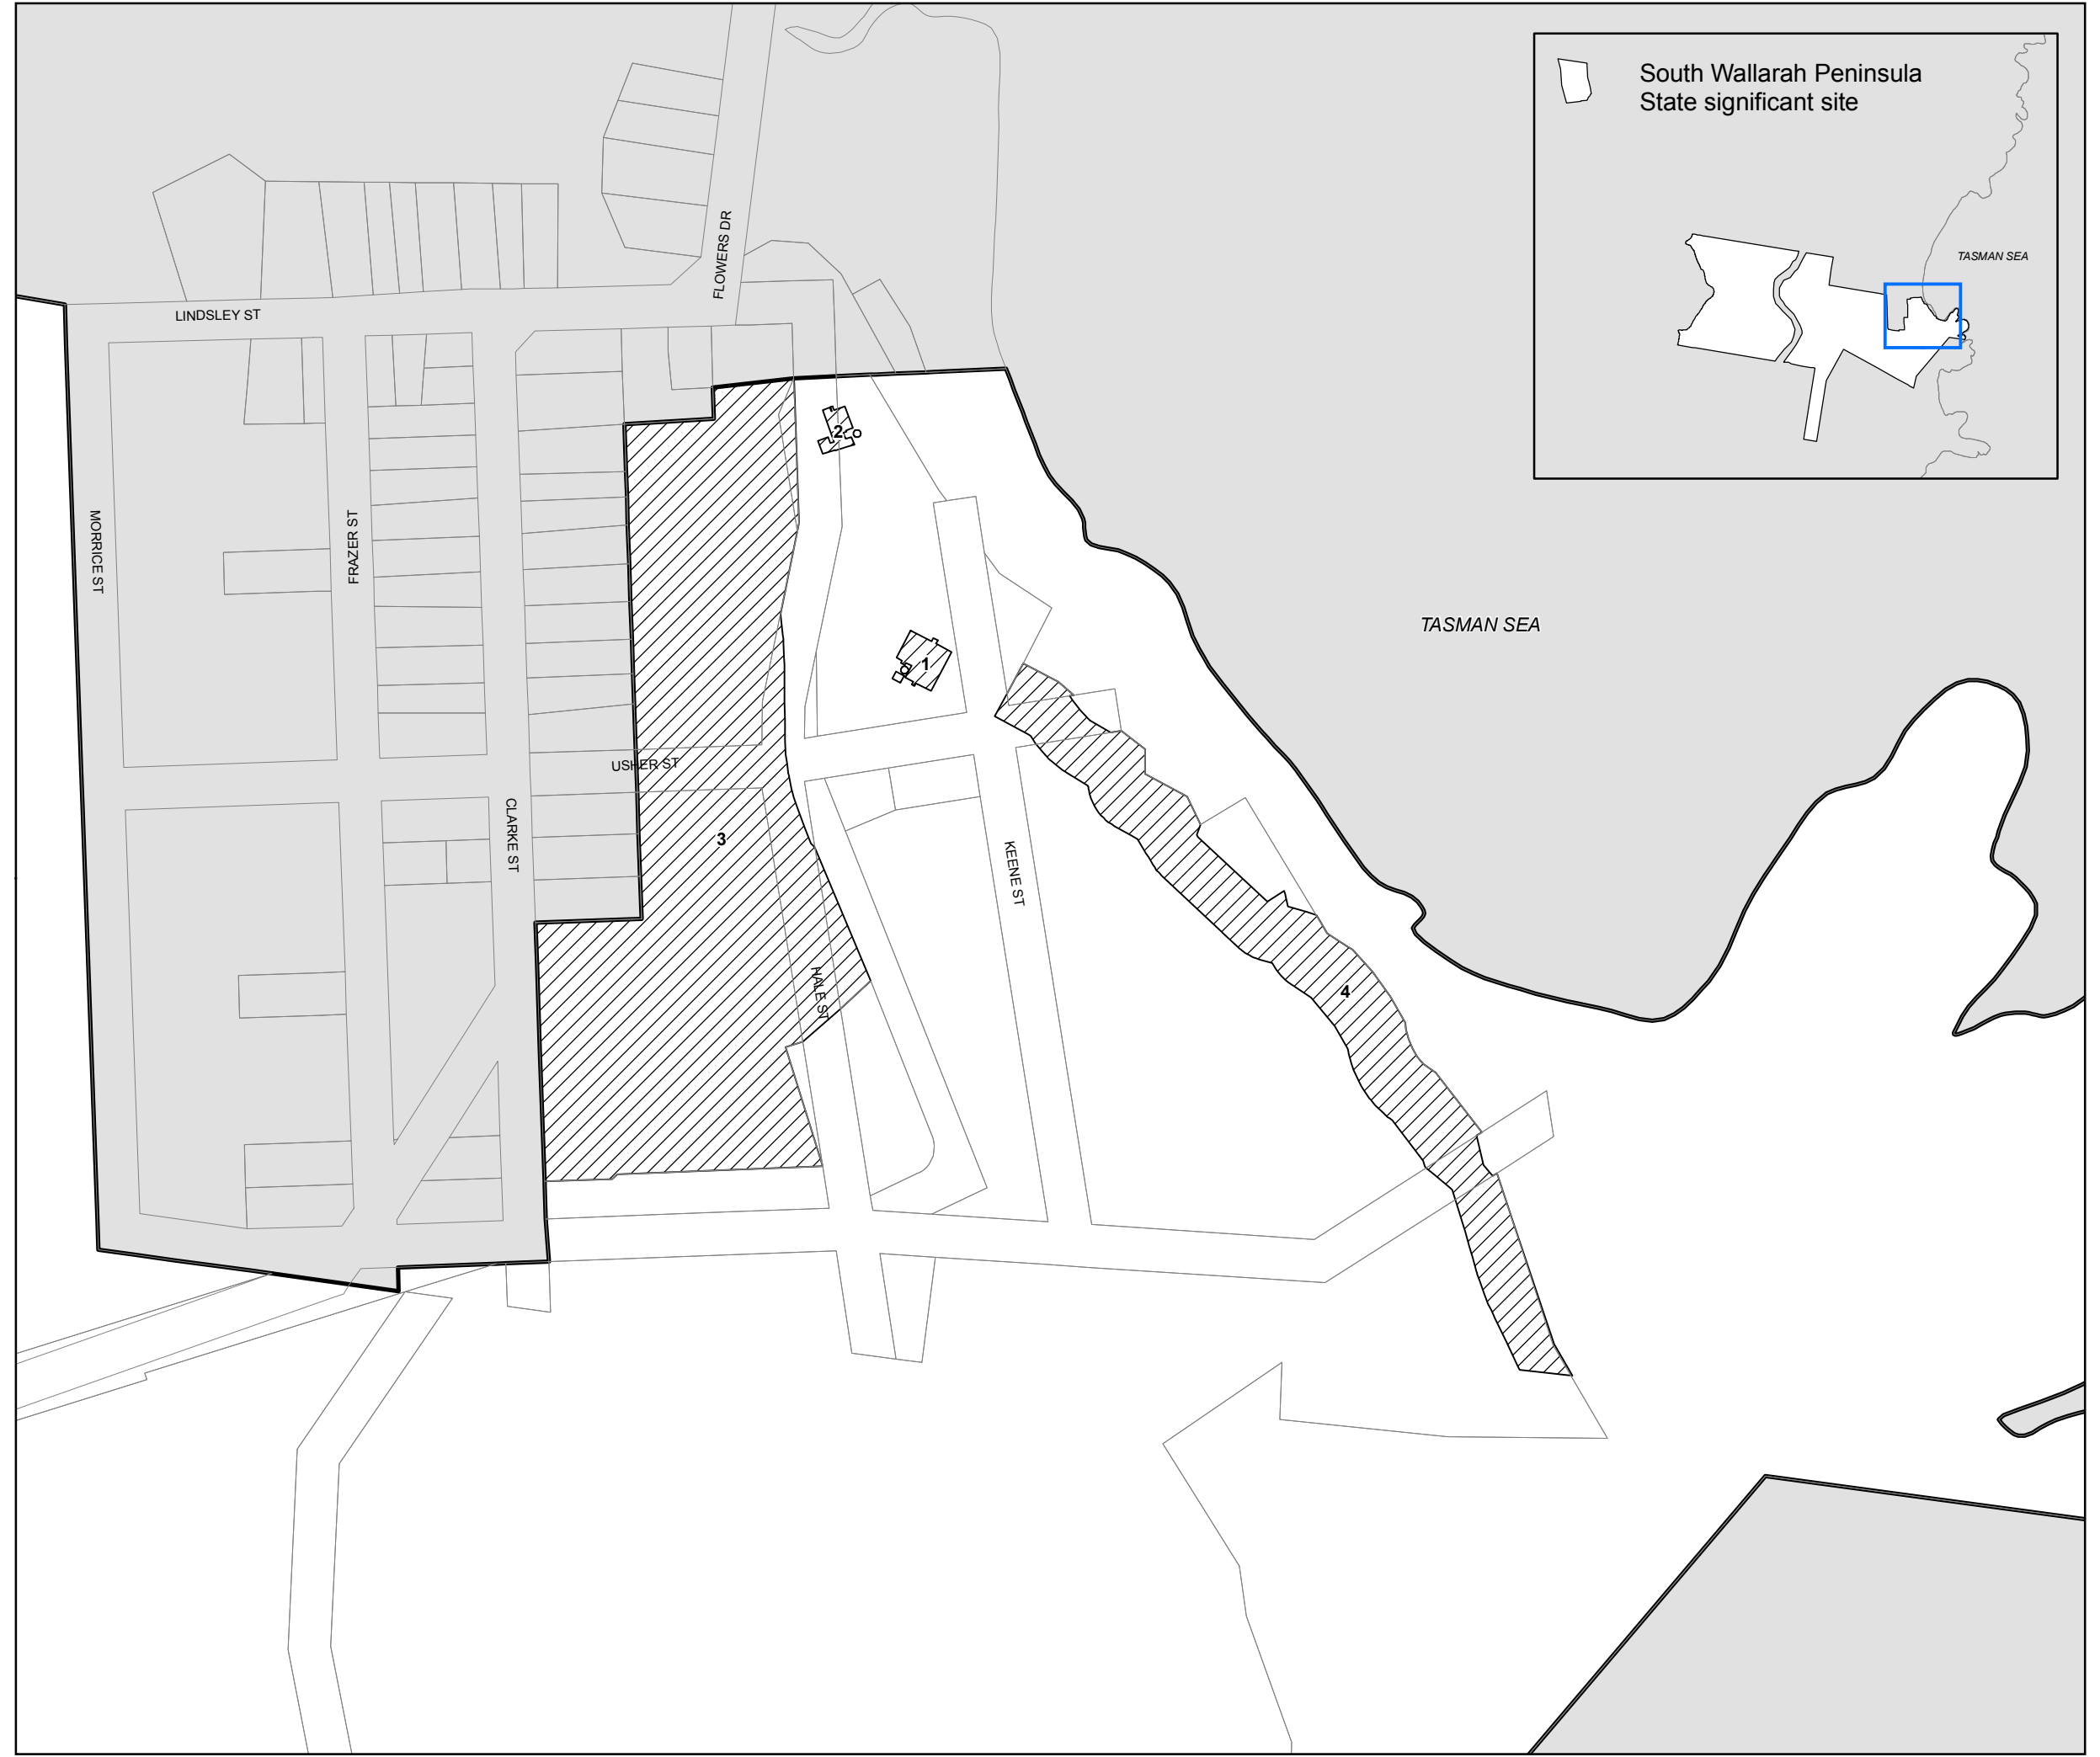 South Wallarah Peninsula
State significant site
TASMAN SEA
FLOWERS DR
LINDSLEY ST
2
MORRICE ST
FRAZER ST
TASMAN SEA
1
USHER ST
3
CLARKE ST
KEENE ST
HALE ST
4